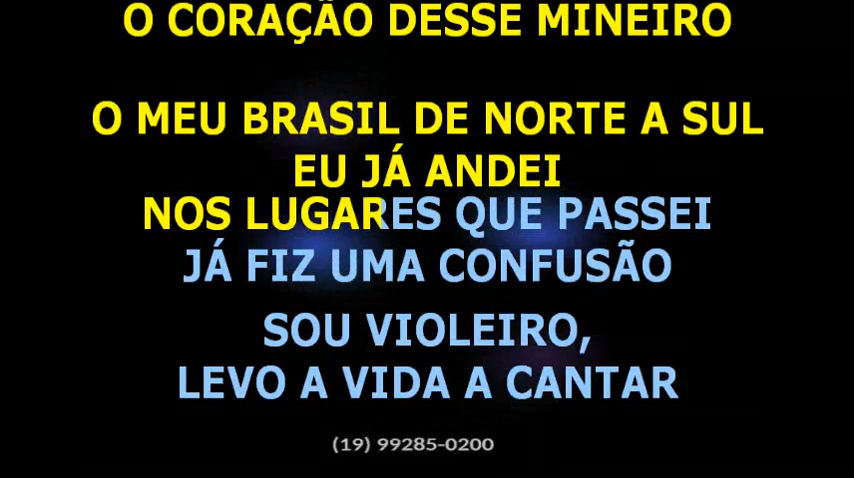 O CORAÇÃO DESSE MINEIRO
O MEU BRASIL DE NORTE A SUL
EU JÁ ANDEI
NOS LUGARES QUE PASSEI
JÁ FIZ UMA CONFUSÃO
SOU VIOLEIRO,
LEVO A VIDA A CANTAR
(19) 99285-0200